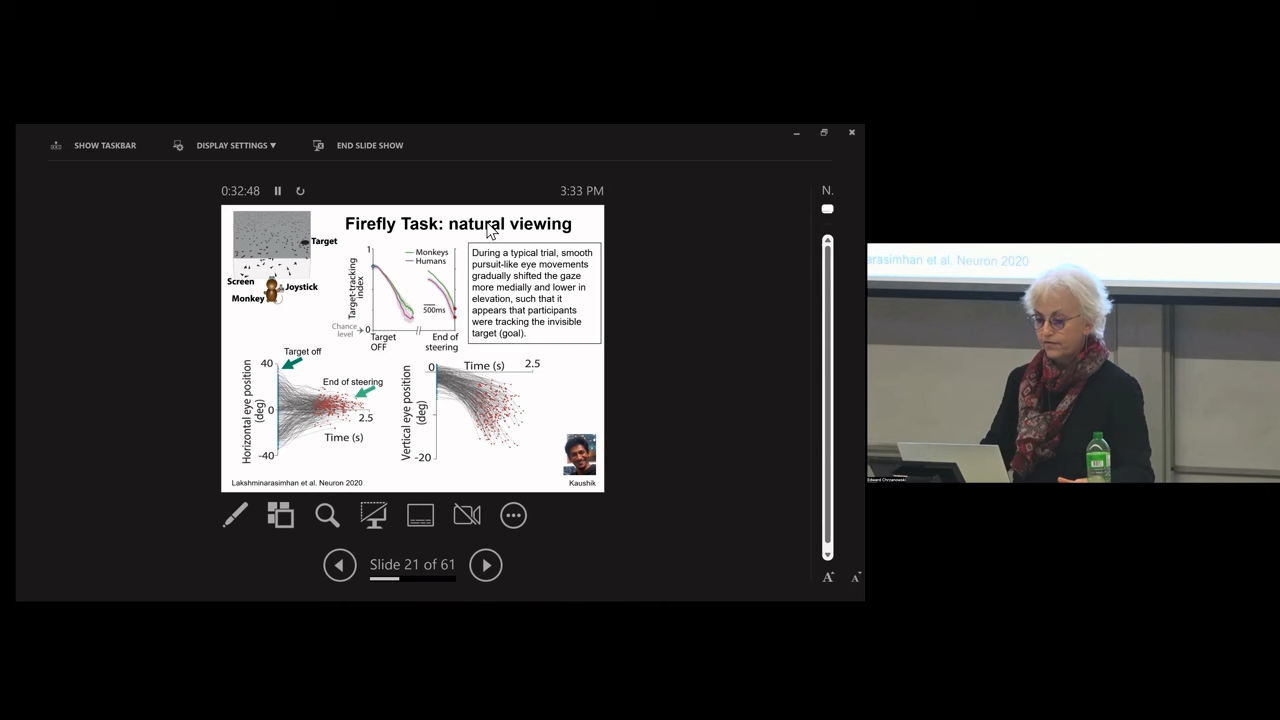 SHOW TASKBAR
DISPLAY SETTINGS ▼
END SLIDE SHOW
0:32:48
3:33 PM
N.
Firefly Task: natural viewing
Target
Screen
Joystick
Monkey
1
Target-tracking
index
Monkeys
Humans
500ms
Chance
level
0
Target
OFF
End of
steering
During a typical trial, smooth
pursuit-like eye movements
gradually shifted the gaze
more medially and lower in
elevation, such that it
appears that participants
were tracking the invisible
target (goal).
Target off
40
Horizontal eye position
(deg)
End of steering
0
2.5
Time (s)
-40
0
Time (s)
2.5
Vertical eye position
(deg)
-20
Lakshminarasimhan et al. Neuron 2020
Kaushik
Slide 21 of 61
A
A
arasimhan et al. Neuron 2020
Edward Chrzanowski